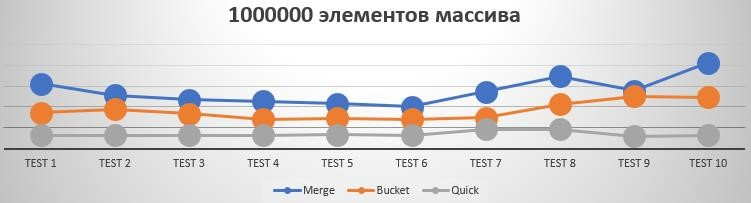 1000000 элементов массива
TEST 1 TEST 2 TEST 3 TEST 4 TEST 5 TEST 6 TEST 7 TEST 8 TEST 9 TEST 10
Merge Bucket Quick